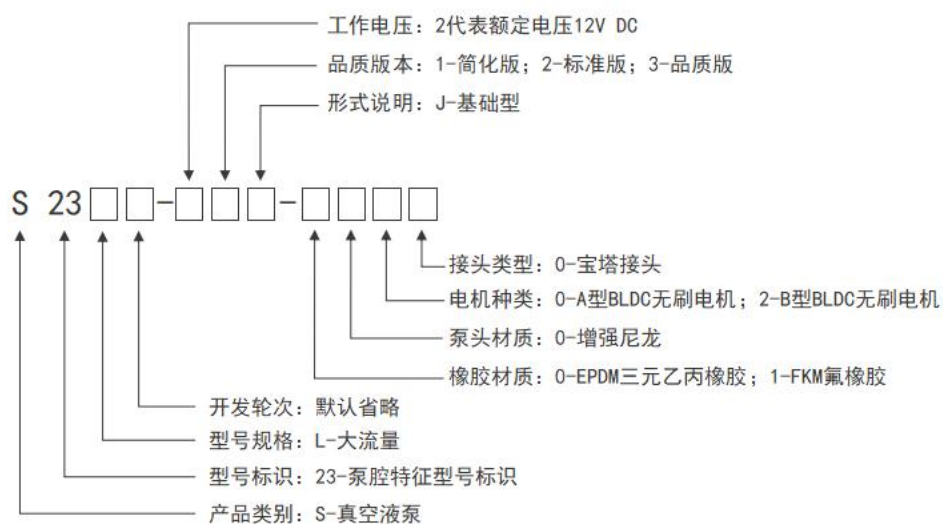 工作电压：2代表额定电压12V DC
品质版本：1-简化版；2-标准版；3-品质版
形式说明：J-基础型
S 23□□-□□□-□□□□
接头类型：0-宝塔接头
电机种类：0-A型BLDC无刷电机；2-B型BLDC无刷电机
泵头材质：0-增强尼龙
橡胶材质：0-EPDM三元乙丙橡胶；1-FKM氟橡胶
开发轮次：默认省略
型号规格：L-大流量
型号标识：23-泵腔特征型号标识
产品类别：S-真空液泵